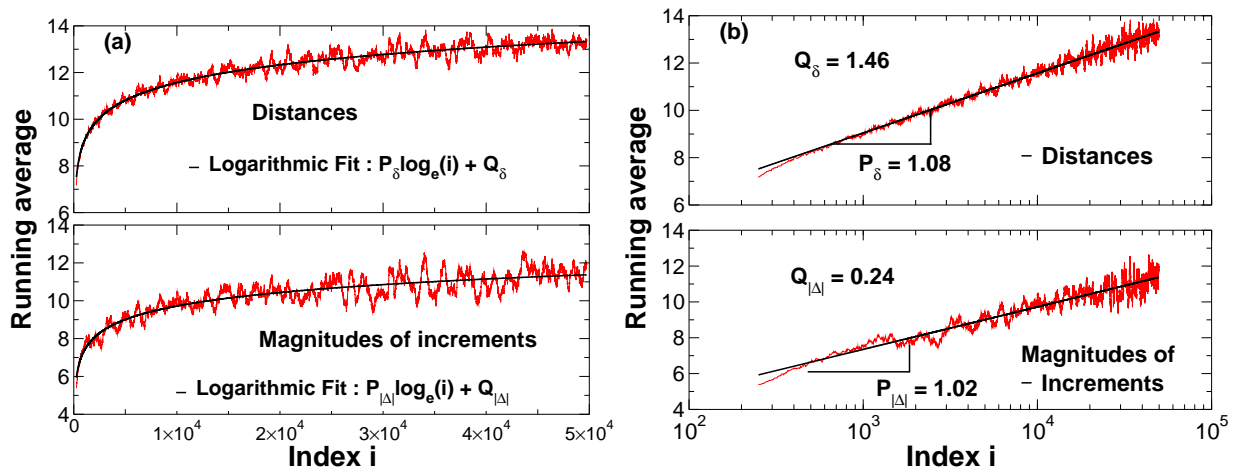 (a)
14
12
10
8
6
Distances
– Logarithmic Fit : P_δ log_e(i) + Q_δ
Running average
14
12
10
8
6
4
Magnitudes of increments
– Logarithmic Fit : P_|Δ| log_e(i) + Q_|Δ|
0
1×10^4
2×10^4
3×10^4
4×10^4
5×10^4
Index i
(b)
14
12
10
8
6
Q_δ = 1.46
P_δ = 1.08
– Distances
Running average
14
12
10
8
6
4
Q_|Δ| = 0.24
P_|Δ| = 1.02
Magnitudes of
– Increments
10^2
10^3
10^4
10^5
Index i